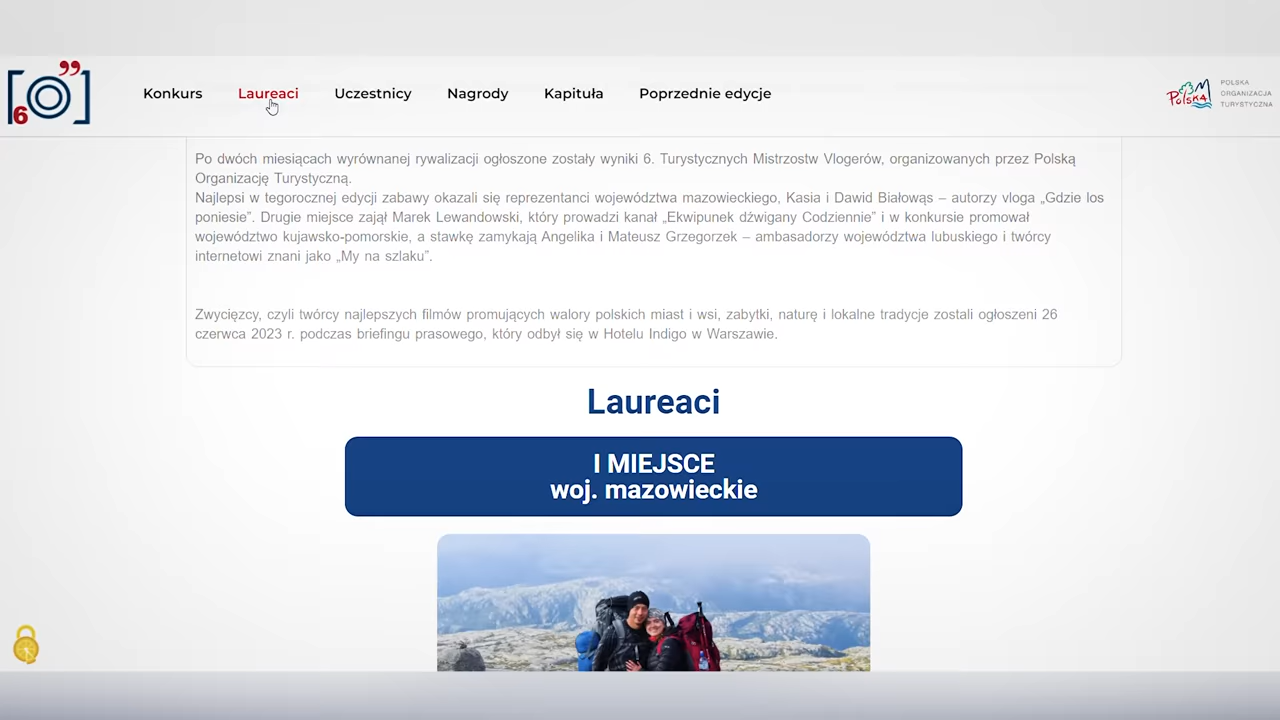 ”
6
Konkurs Laureaci Uczestnicy Nagrody Kapituła Poprzednie edycje
Polska
POLSKA
ORGANIZACJA
TURYSTYCZNA
Po dwóch miesiącach wyrównanej rywalizacji ogłoszone zostały wyniki 6. Turystycznych Mistrzostw Vlogerów, organizowanych przez Polską
Organizację Turystyczną.
Najlepsi w tegorocznej edycji zabawy okazali się reprezentanci województwa mazowieckiego, Kasia i Dawid Białowąs – autorzy vloga „Gdzie los
poniesie”. Drugie miejsce zajął Marek Lewandowski, który prowadzi kanał „Ekwipunek dźwigany Codziennie” i w konkursie promował
województwo kujawsko-pomorskie, a stawkę zamykają Angelika i Mateusz Grzegorzek – ambasadorzy województwa lubuskiego i twórcy
internetowi znani jako „My na szlaku”.
Zwycięzcy, czyli twórcy najlepszych filmów promujących walory polskich miast i wsi, zabytki, naturę i lokalne tradycje zostali ogłoszeni 26
czerwca 2023 r. podczas briefingu prasowego, który odbył się w Hotelu Indigo w Warszawie.
Laureaci
I MIEJSCE
woj. mazowieckie